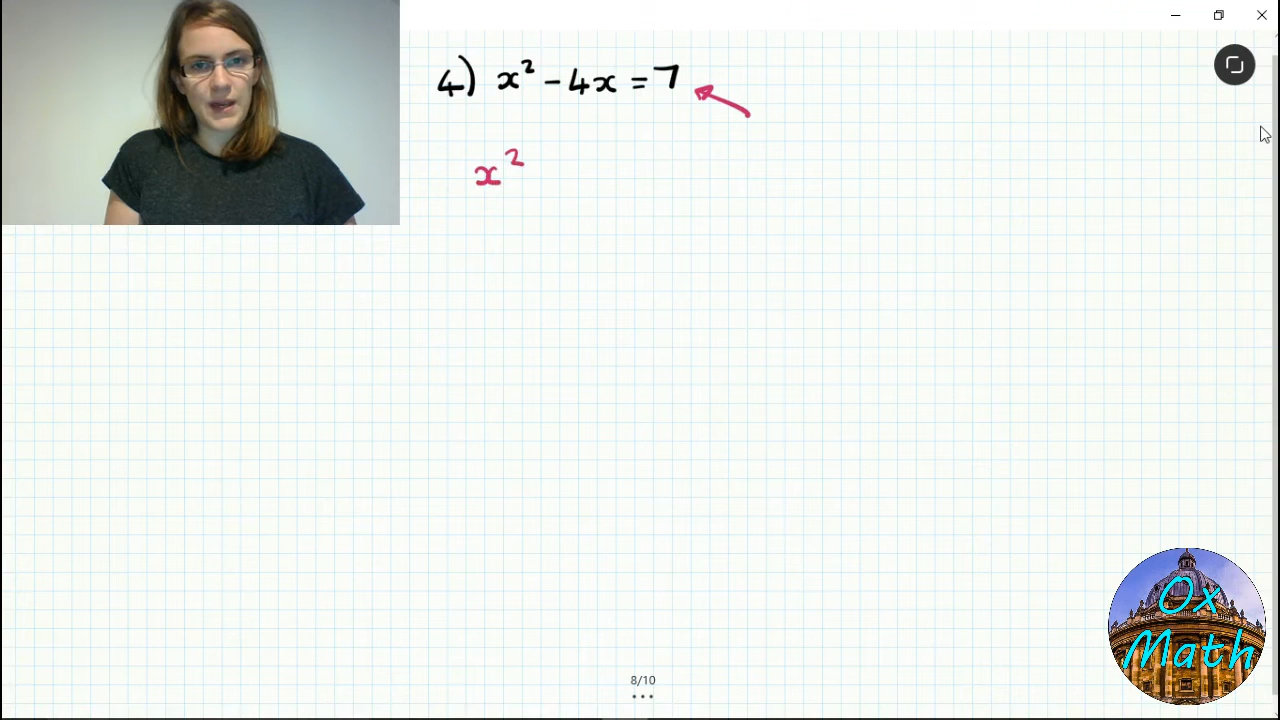 4) x² - 4x = 7
x²
8/10
Ox
Math